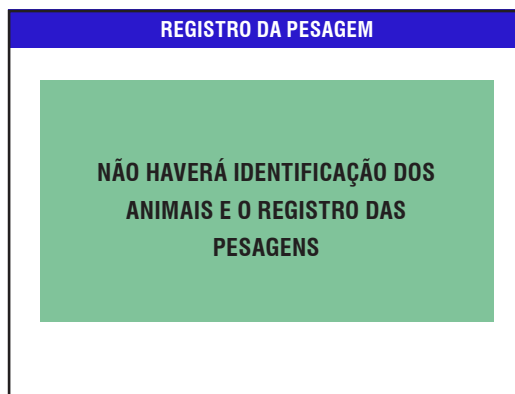 REGISTRO DA PESAGEM
NÃO HAVERÁ IDENTIFICAÇÃO DOS
ANIMAIS E O REGISTRO DAS
PESAGENS